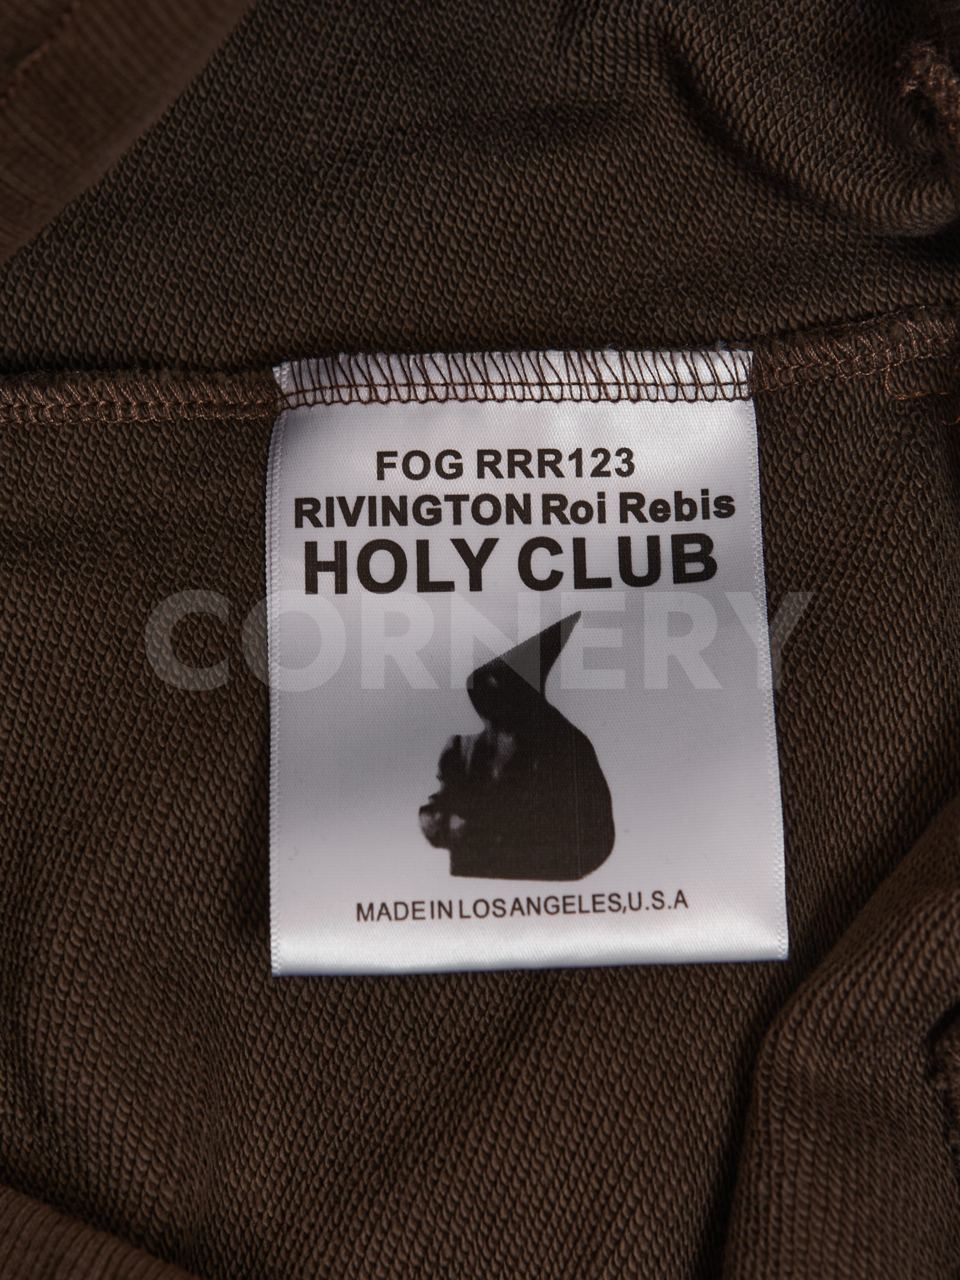 FOG RRR123
RIVINGTON Roi Rebis
HOLY CLUB
CORNERY
MADE IN LOS ANGELES,U.S.A